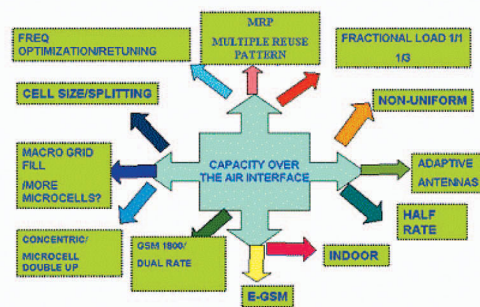 FREQ
OPTIMIZATION/RETUNING
MRP
MULTIPLE REUSE
PATTERN
FRACTIONAL LOAD 1/1
1/3
CELL SIZE/SPLITTING
NON-UNIFORM
MACRO GRID
FILL
/MORE
MICROCELLS?
CAPACITY OVER
THE AIR INTERFACE
ADAPTIVE
ANTENNAS
CONCENTRIC/
MICROCELL
DOUBLE UP
GSM 1800/
DUAL RATE
HALF
RATE
INDOOR
E-GSM